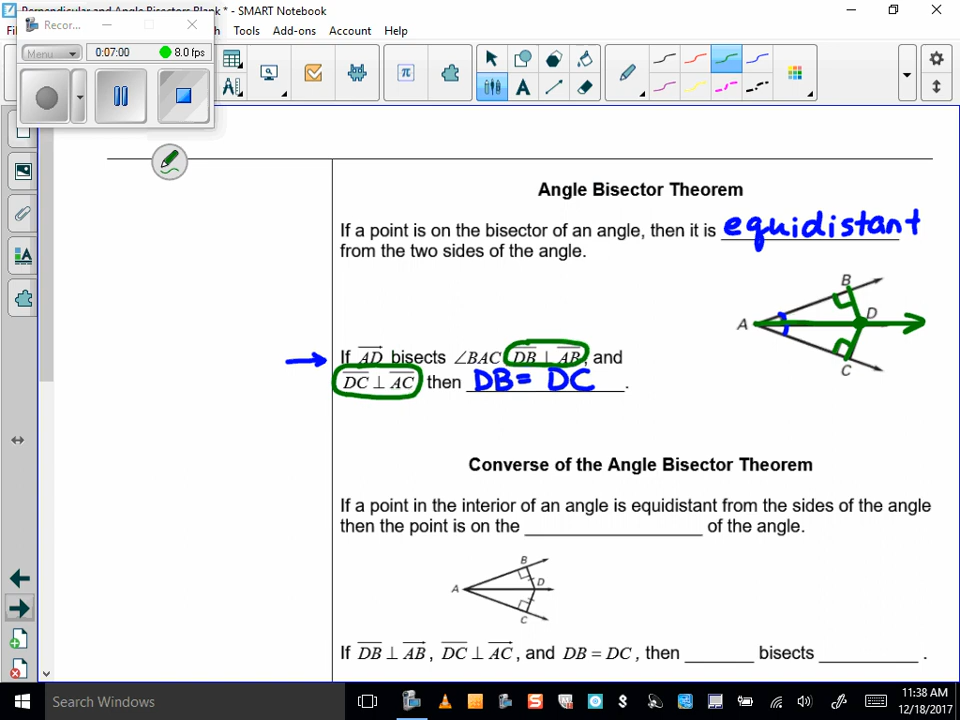 Perpendicular and Angle Bisectors Blank * - SMART Notebook
Recor...
Tools Add-ons Account Help
Menu 0:07:00 8.0 fps
Angle Bisector Theorem
If a point is on the bisector of an angle, then it is equidistant
from the two sides of the angle.
B
A D
C
If AD bisects ∠BAC DB ⊥ AB, and
DC ⊥ AC then DB = DC.
Converse of the Angle Bisector Theorem
If a point in the interior of an angle is equidistant from the sides of the angle
then the point is on the ____________________ of the angle.
B
A D
C
If DB ⊥ AB, DC ⊥ AC, and DB = DC, then _______ bisects __________ .
Search Windows
11:38 AM
12/18/2017